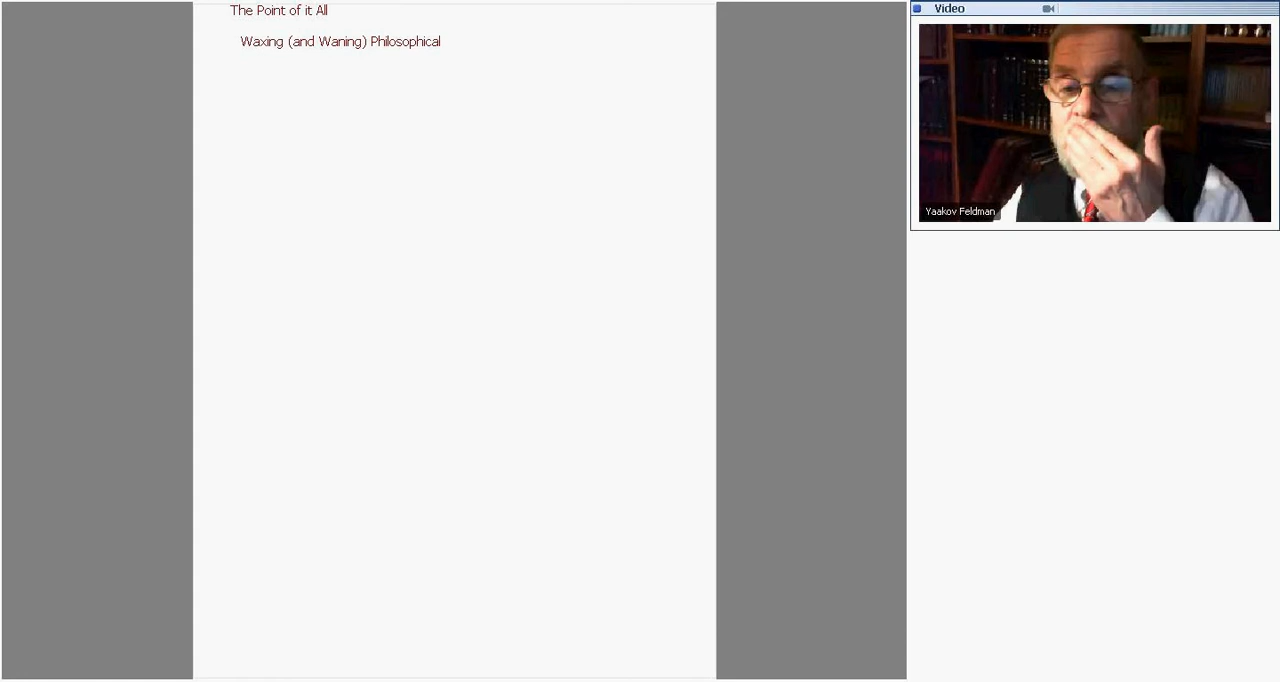 The Point of it All
Waxing (and Waning) Philosophical
Video
Yaakov Feldman